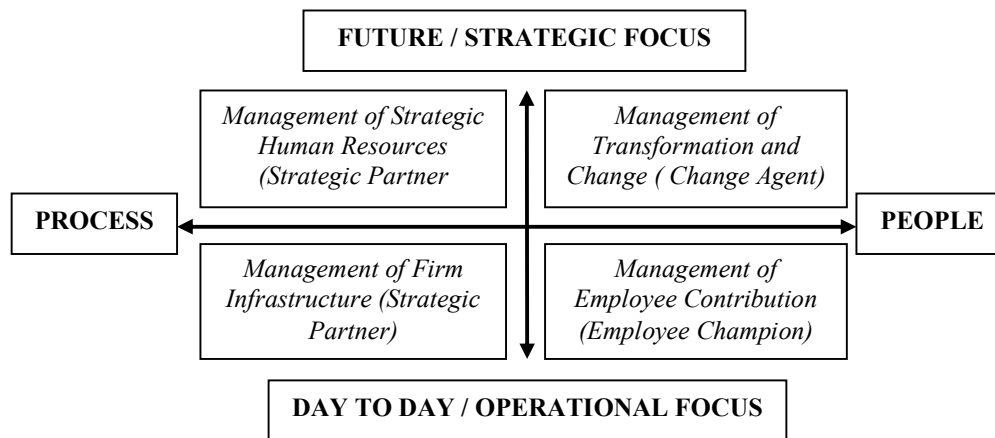 FUTURE / STRATEGIC FOCUS
Management of Strategic
Human Resources
(Strategic Partner
Management of
Transformation and
Change ( Change Agent)
PROCESS
PEOPLE
Management of Firm
Infrastructure (Strategic
Partner)
Management of
Employee Contribution
(Employee Champion)
DAY TO DAY / OPERATIONAL FOCUS